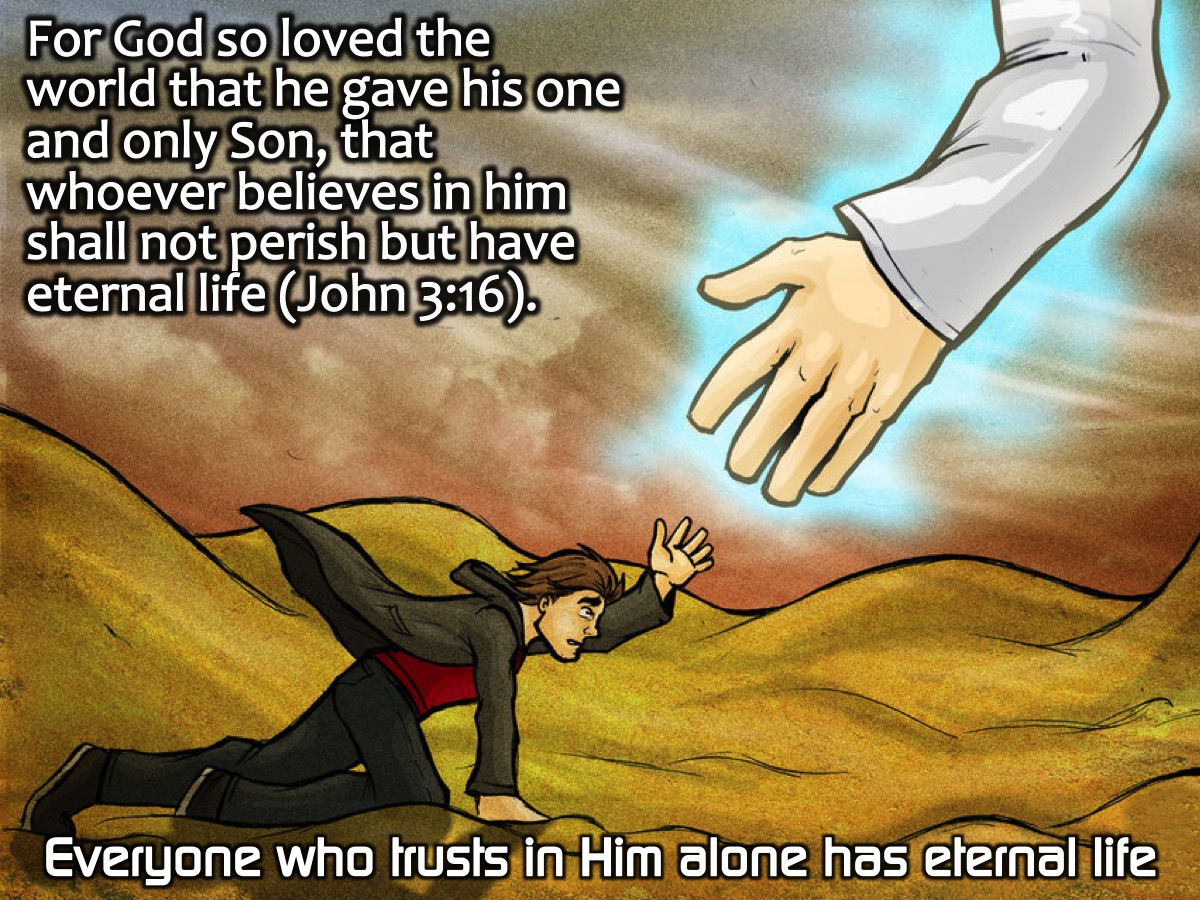 For God so loved the
world that he gave his one
and only Son, that
whoever believes in him
shall not perish but have
eternal life (John 3:16).
Everyone who trusts in Him alone has eternal life